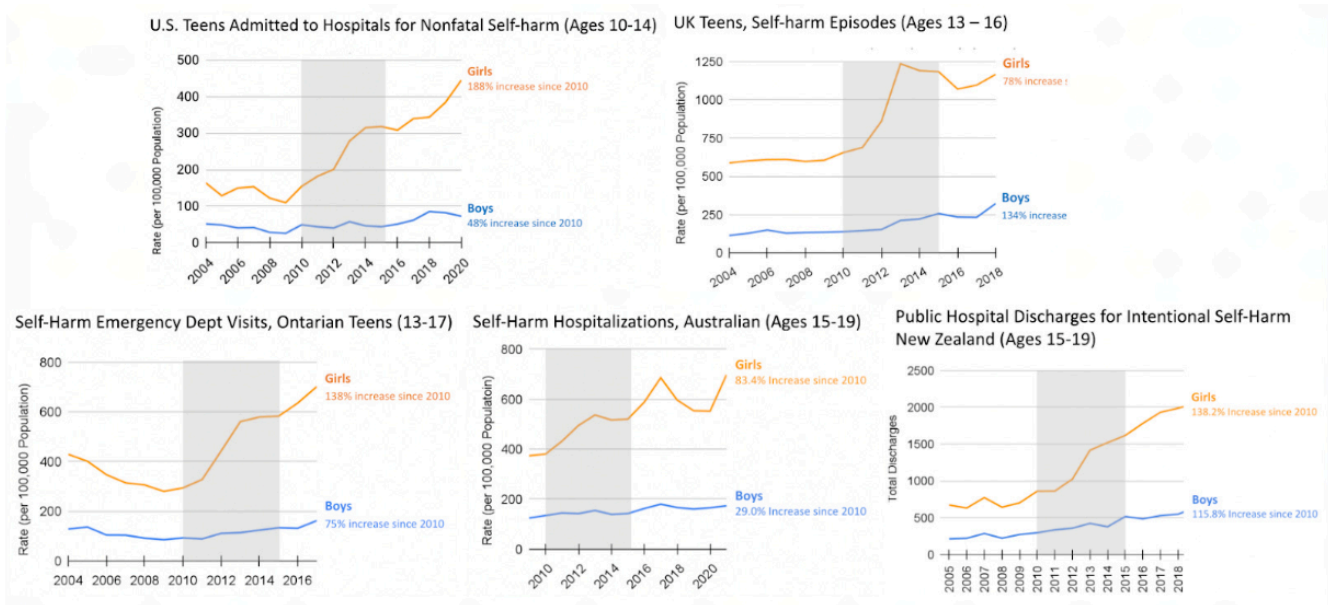 U.S. Teens Admitted to Hospitals for Nonfatal Self-harm (Ages 10-14)
Rate (per 100,000 Population)
500
400
300
200
100
0
2004
2006
2008
2010
2012
2014
2016
2018
2020
Girls
188% increase since 2010
Boys
48% increase since 2010
UK Teens, Self-harm Episodes (Ages 13 – 16)
Rate (per 100,000 Population)
1250
1000
750
500
250
0
2004
2006
2008
2010
2012
2014
2016
2018
Girls
78% increase
Boys
134% increase
Self-Harm Emergency Dept Visits, Ontarian Teens (13-17)
Rate (per 100,000 Population)
800
600
400
200
0
2004
2006
2008
2010
2012
2014
2016
Girls
138% increase since 2010
Boys
75% increase since 2010
Self-Harm Hospitalizations, Australian (Ages 15-19)
Rate (per 100,000 Populatoin)
800
600
400
200
0
2010
2012
2014
2016
2018
2020
Girls
83.4% Increase since 2010
Boys
29.0% Increase since 2010
Public Hospital Discharges for Intentional Self-Harm
New Zealand (Ages 15-19)
Total Discharges
2500
2000
1500
1000
500
0
2005
2006
2007
2008
2009
2010
2011
2012
2013
2014
2015
2016
2017
2018
Girls
138.2% Increase since 2010
Boys
115.8% Increase since 2010